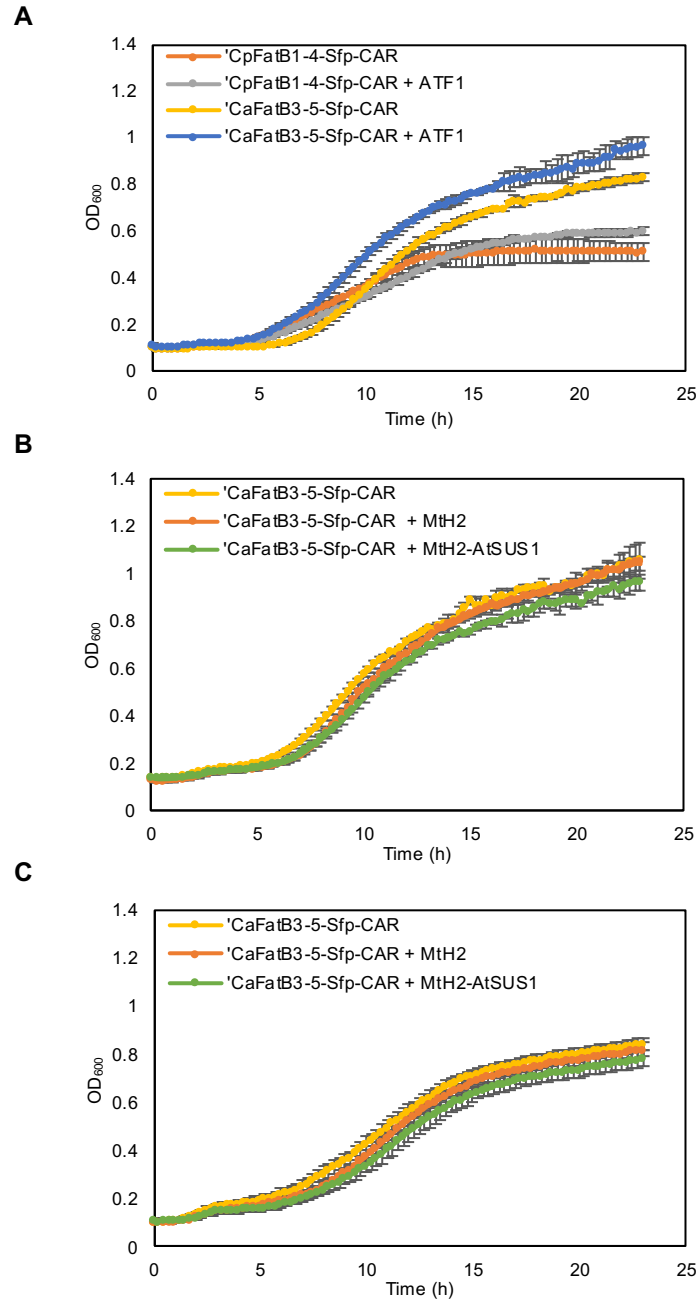 A
1.4
1.2
1
0.8
0.6
0.4
0.2
0
OD600
'CpFatB1-4-Sfp-CAR
'CpFatB1-4-Sfp-CAR + ATF1
'CaFatB3-5-Sfp-CAR
'CaFatB3-5-Sfp-CAR + ATF1
0 5 10 15 20 25
Time (h)
B
1.4
1.2
1
0.8
0.6
0.4
0.2
0
OD600
'CaFatB3-5-Sfp-CAR
'CaFatB3-5-Sfp-CAR + MtH2
'CaFatB3-5-Sfp-CAR + MtH2-AtSUS1
0 5 10 15 20 25
Time (h)
C
1.4
1.2
1
0.8
0.6
0.4
0.2
0
OD600
'CaFatB3-5-Sfp-CAR
'CaFatB3-5-Sfp-CAR + MtH2
'CaFatB3-5-Sfp-CAR + MtH2-AtSUS1
0 5 10 15 20 25
Time (h)